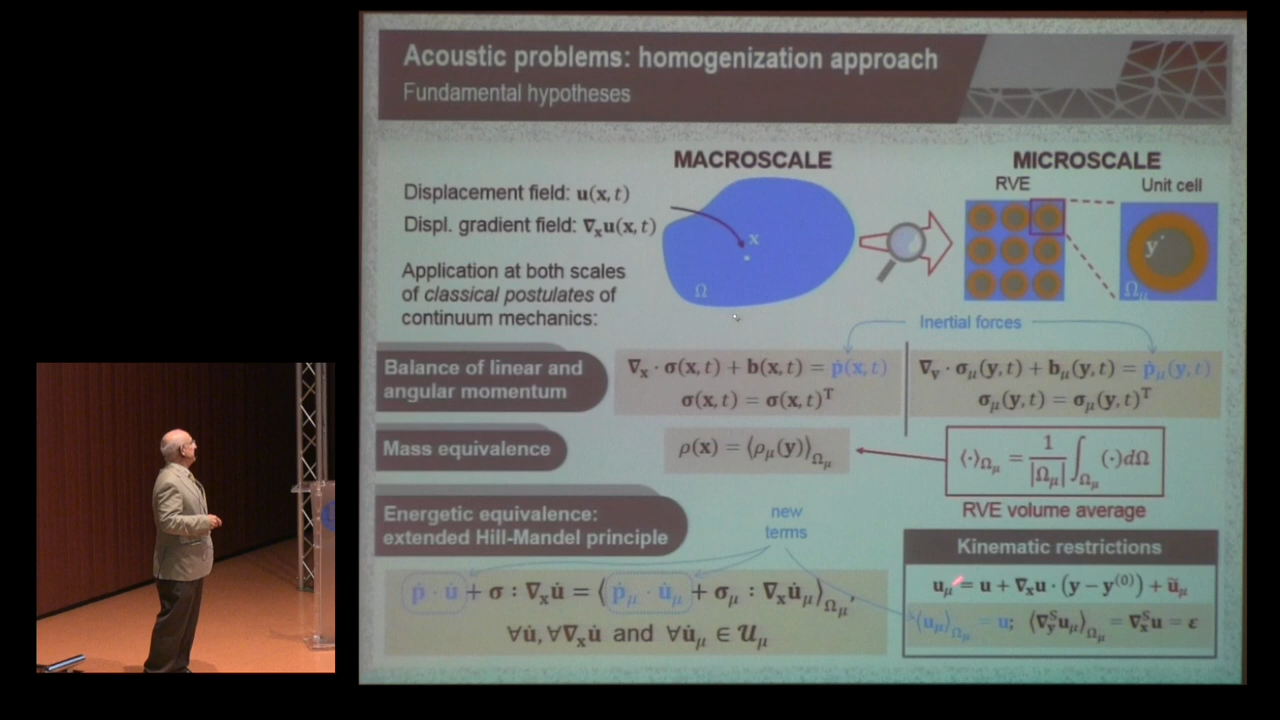 Acoustic problems: homogenization approach
Fundamental hypotheses
MACROSCALE
MICROSCALE
RVE
Unit cell
Displacement field: u(x, t)
Displ. gradient field: ∇ₓu(x, t)
x
Ω
y
Ω_μ
Application at both scales
of classical postulates of
continuum mechanics:
Inertial forces
Balance of linear and
angular momentum
∇ₓ · σ(x, t) + b(x, t) = ṗ(x, t)
σ(x, t) = σ(x, t)ᵀ
∇_y · σ_μ(y, t) + b_μ(y, t) = ṗ_μ(y, t)
σ_μ(y, t) = σ_μ(y, t)ᵀ
Mass equivalence
ρ(x) = ⟨ρ_μ(y)⟩_Ω_μ
⟨·⟩_Ω_μ = 1/|Ω_μ| ∫_Ω_μ (·)dΩ
RVE volume average
Energetic equivalence:
extended Hill-Mandel principle
new
terms
ṗ · u̇ + σ : ∇ₓu̇ = ⟨ṗ_μ · u̇_μ + σ_μ : ∇ₓu̇_μ⟩_Ω_μ,
∀u̇, ∀∇ₓu̇ and ∀u̇_μ ∈ 𝒰_μ
Kinematic restrictions
u_μ = u + ∇ₓu · (y − y⁽⁰⁾) + ũ_μ
⟨u_μ⟩_Ω_μ = u; ⟨∇ʸˢu_μ⟩_Ω_μ = ∇ₓˢu = ε